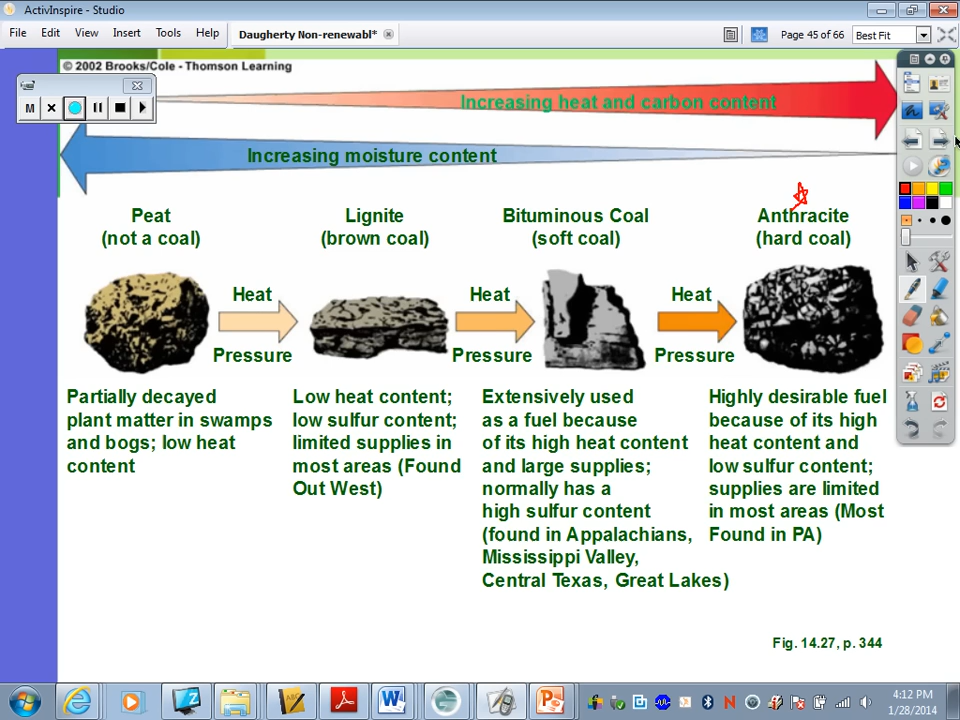 ActivInspire - Studio
File Edit View Insert Tools Help
Daugherty Non-renewabl*
Page 45 of 66
Best Fit
© 2002 Brooks/Cole - Thomson Learning
M
Increasing heat and carbon content
Increasing moisture content
Peat
(not a coal)
Lignite
(brown coal)
Bituminous Coal
(soft coal)
Anthracite
(hard coal)
Heat
Pressure
Heat
Pressure
Heat
Pressure
Partially decayed
plant matter in swamps
and bogs; low heat
content
Low heat content;
low sulfur content;
limited supplies in
most areas (Found
Out West)
Extensively used
as a fuel because
of its high heat content
and large supplies;
normally has a
high sulfur content
(found in Appalachians,
Mississippi Valley,
Central Texas, Great Lakes)
Highly desirable fuel
because of its high
heat content and
low sulfur content;
supplies are limited
in most areas (Most
Found in PA)
Fig. 14.27, p. 344
4:12 PM
1/28/2014